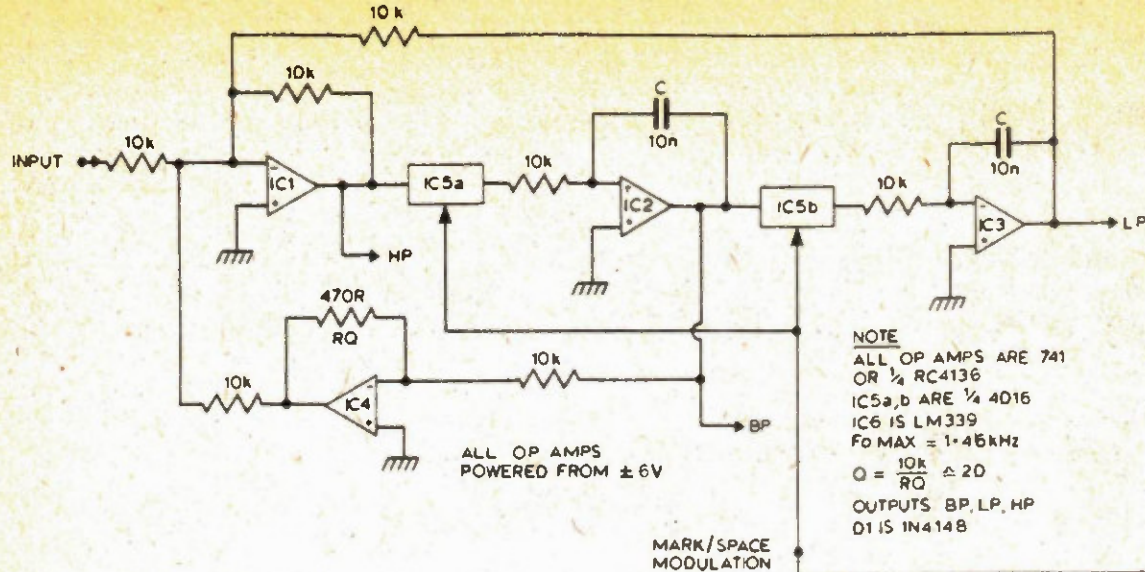 10k
10k
C
10n
C
10n
10k
INPUT
IC1
IC5a
10k
IC2
IC5b
10k
IC3
LP
HP
470R
RQ
10k
IC4
10k
BP
ALL OP AMPS
POWERED FROM ± 6V
NOTE
ALL OP AMPS ARE 741
OR ¼ RC4136
IC5a,b ARE ¼ 4016
IC6 IS LM339
Fo MAX = 1·46kHz
Q = 10k / RQ ≏ 20
OUTPUTS BP, LP, HP
D1 IS 1N4148
MARK/SPACE
MODULATION